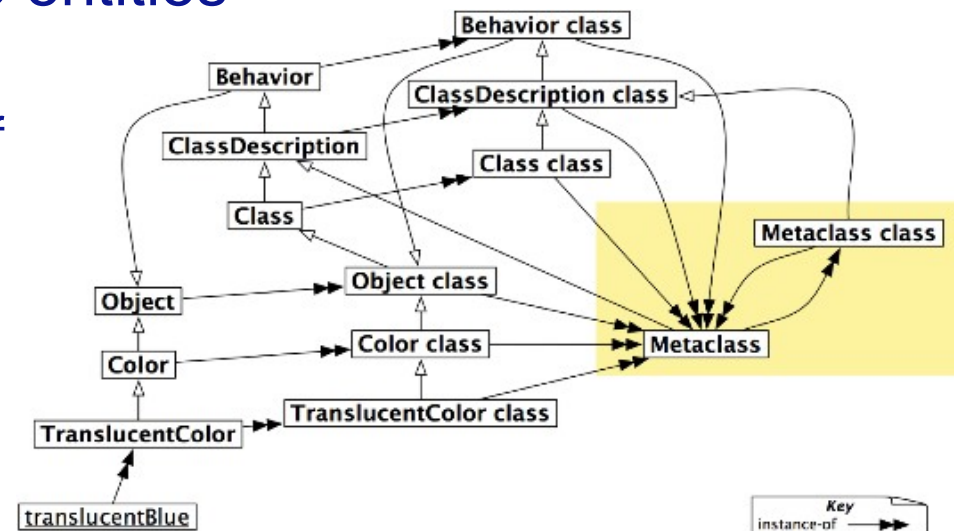 entities
Behavior class
Behavior
ClassDescription class
f
ClassDescription
Class class
Class
Metaclass class
Object class
Object
Color class
Metaclass
Color
TranslucentColor class
TranslucentColor
translucentBlue
Key
instance-of